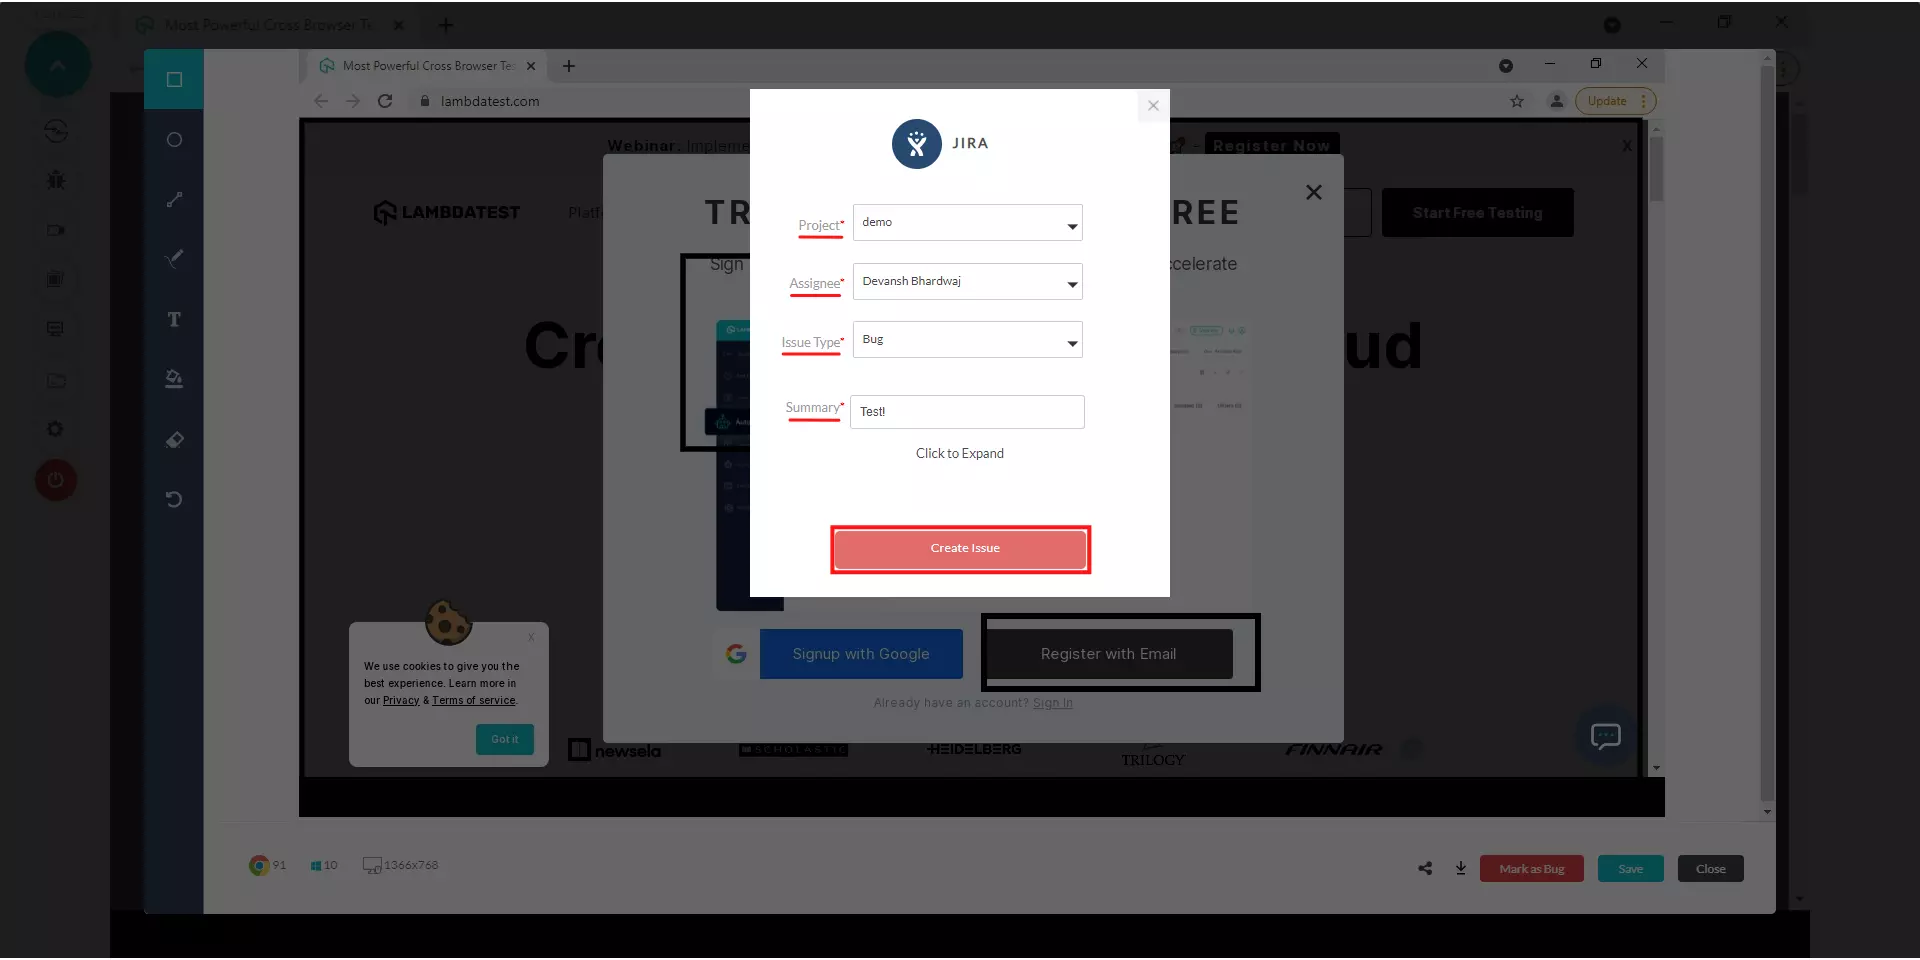 Most Powerful Cross Browser Te
Most Powerful Cross Browser Te
lambdatest.com
Update
Webinar: Impleme
Register Now
X
JIRA
LAMBDATEST
Platf
TR
REE
Start Free Testing
Project*
demo
Sign
ccelerate
Assignee*
Devansh Bhardwaj
Cre
ud
Issue Type*
Bug
Summary*
Test!
Auto
Click to Expand
Create Issue
X
We use cookies to give you the
best experience. Learn more in
our Privacy & Terms of service.
Got it
Signup with Google
Register with Email
Already have an account? Sign In
newsela
SCHOLASTIC
HEIDELBERG
TRILOGY
FINNAIR
91
10
1366x768
Mark as Bug
Save
Close